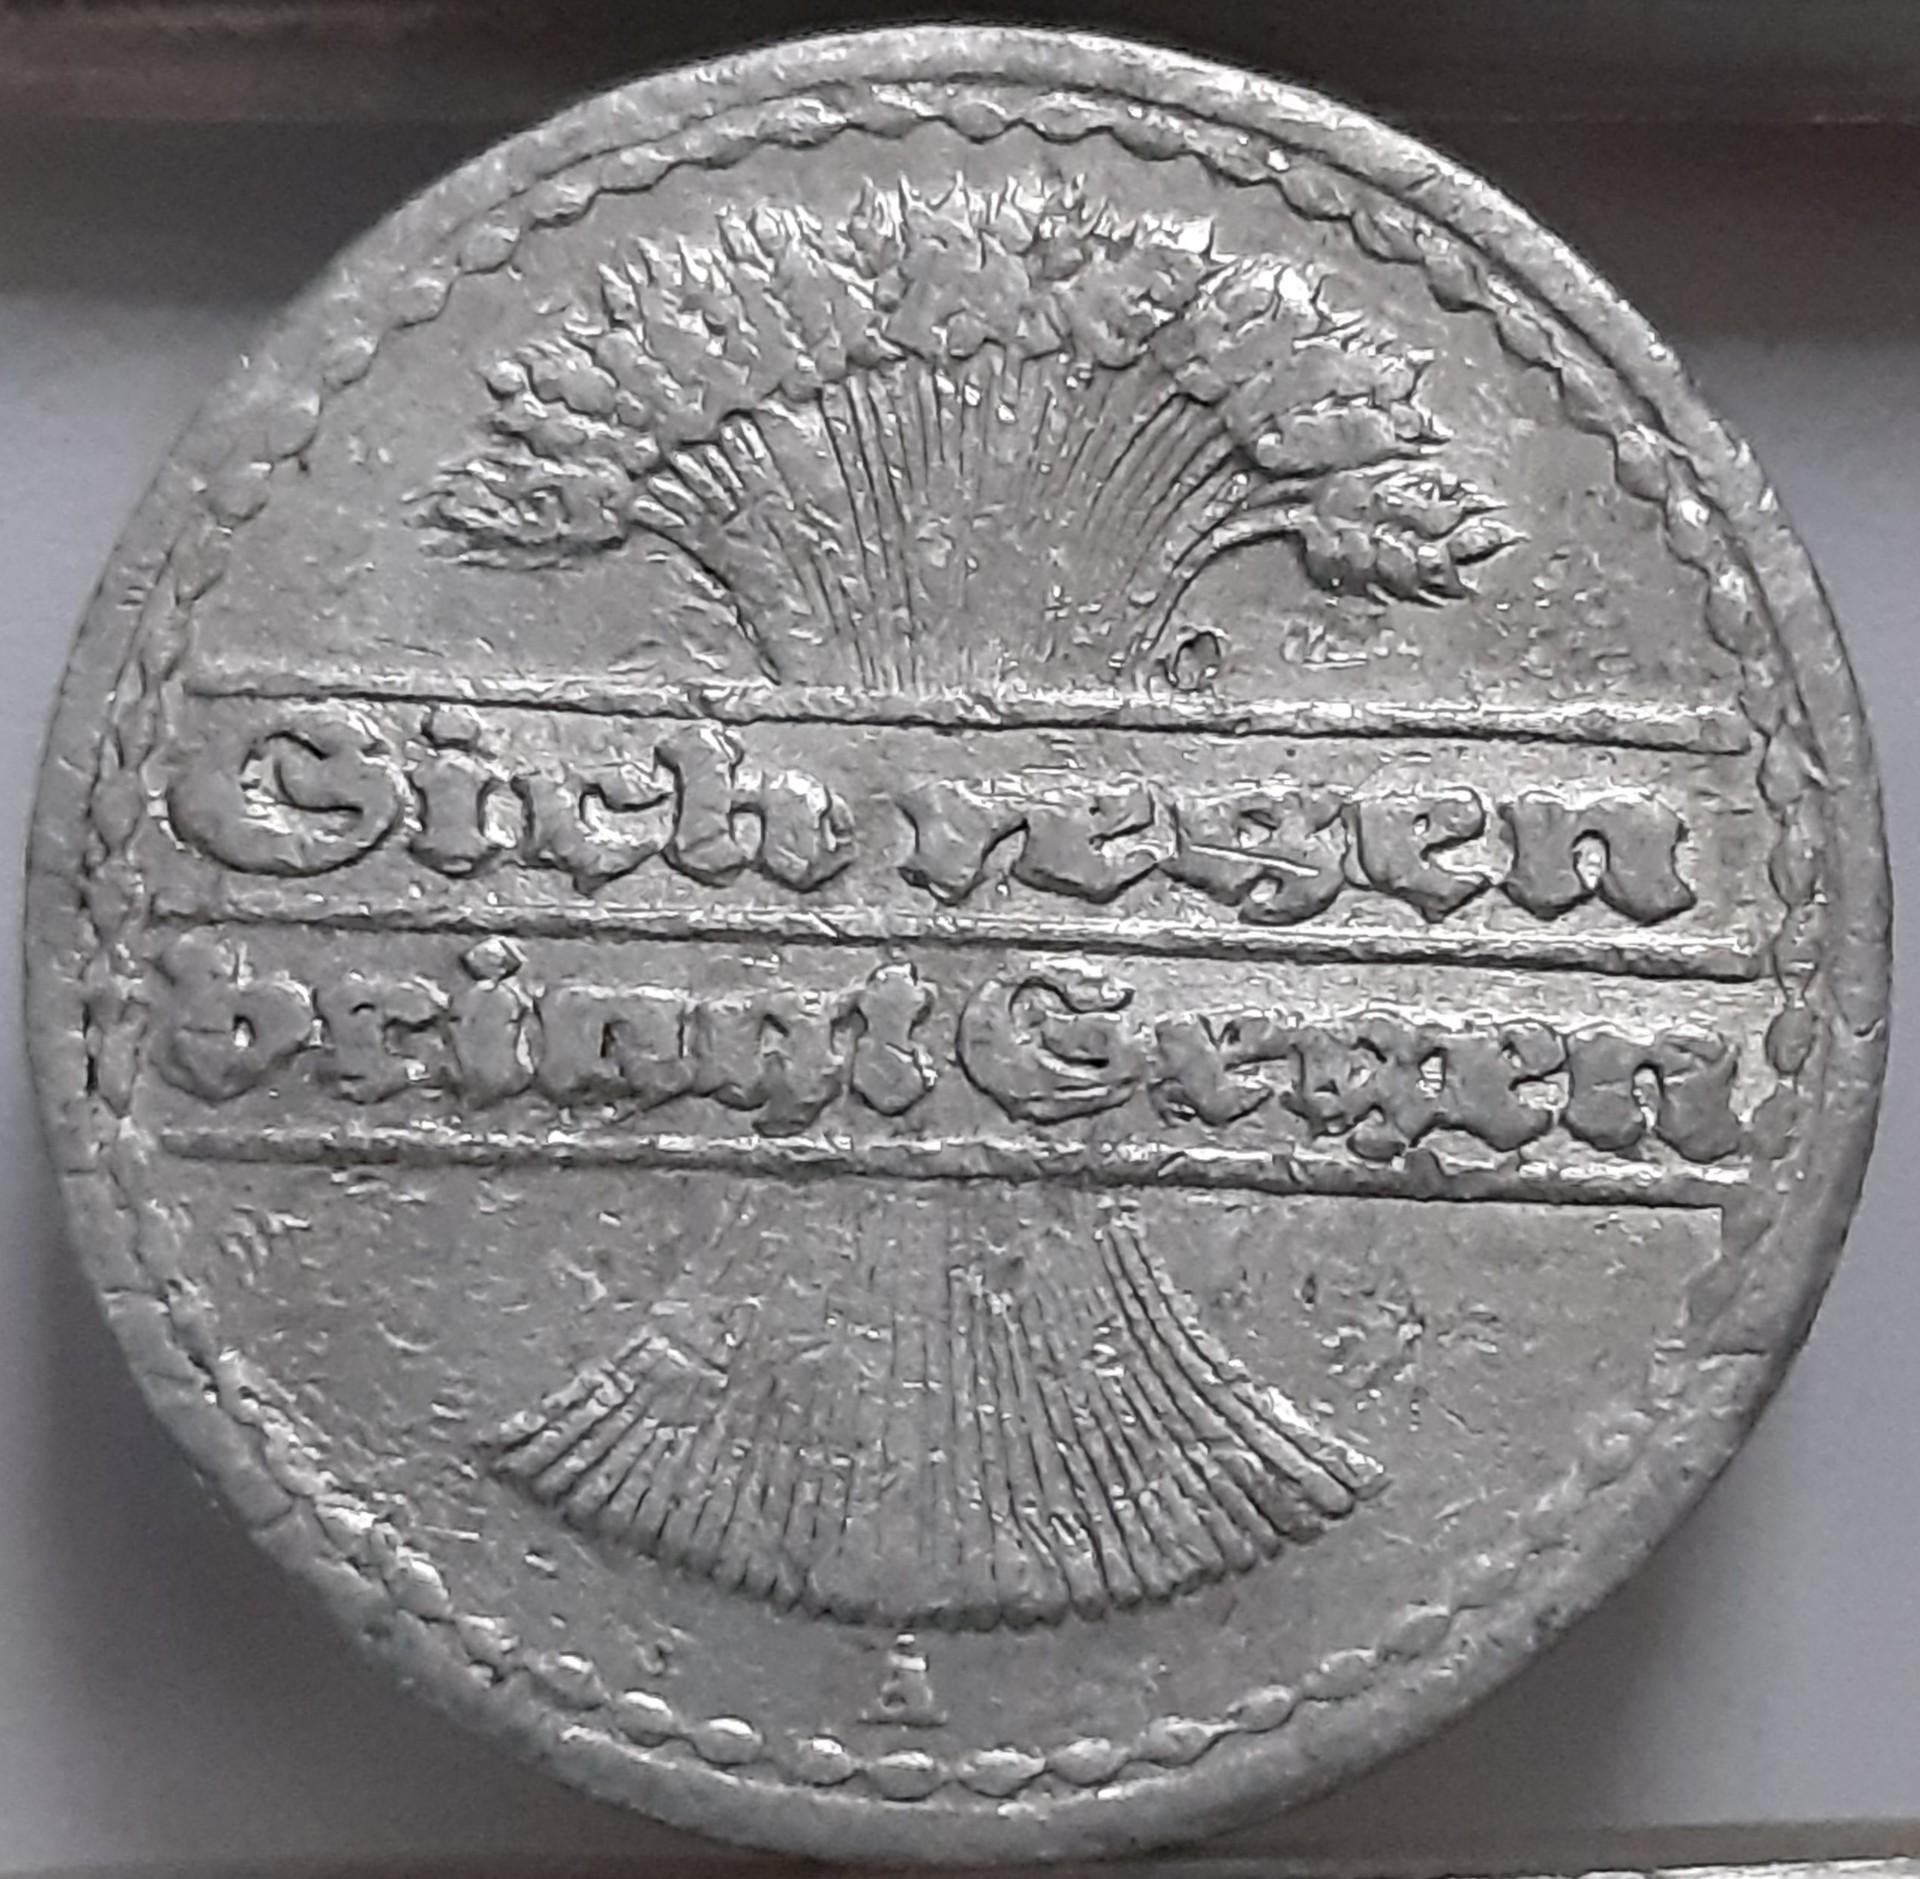 Sich regen
bringt Segen
A